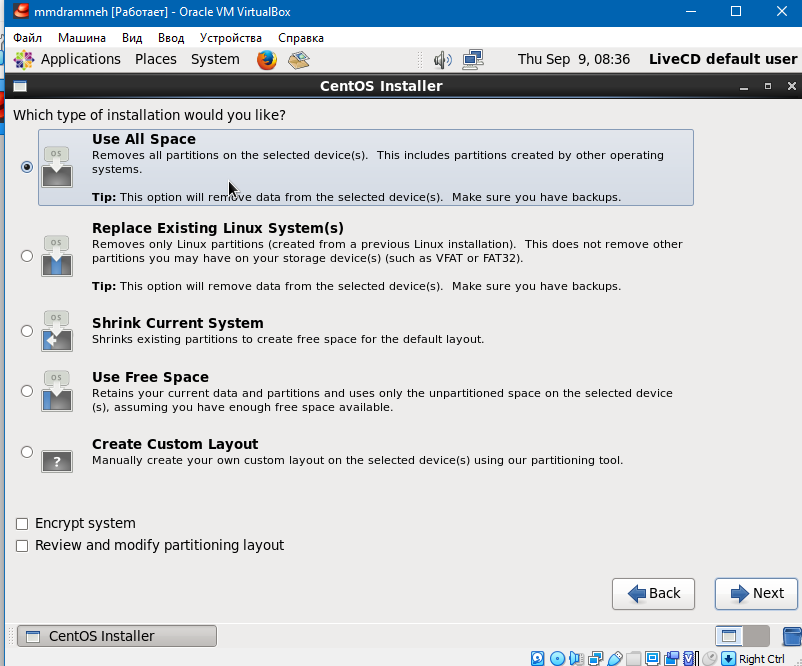 mmdrammeh [Работает] - Oracle VM VirtualBox
Файл Машина Вид Ввод Устройства Справка
Applications Places System Thu Sep 9, 08:36 LiveCD default user
CentOS Installer
Which type of installation would you like?
OS
Use All Space
Removes all partitions on the selected device(s). This includes partitions created by other operating
systems.
Tip: This option will remove data from the selected device(s). Make sure you have backups.
OS
Replace Existing Linux System(s)
Removes only Linux partitions (created from a previous Linux installation). This does not remove other
partitions you may have on your storage device(s) (such as VFAT or FAT32).
Tip: This option will remove data from the selected device(s). Make sure you have backups.
OS
Shrink Current System
Shrinks existing partitions to create free space for the default layout.
OS
Use Free Space
Retains your current data and partitions and uses only the unpartitioned space on the selected device
(s), assuming you have enough free space available.
?
Create Custom Layout
Manually create your own custom layout on the selected device(s) using our partitioning tool.
Encrypt system
Review and modify partitioning layout
Back Next
CentOS Installer
Right Ctrl